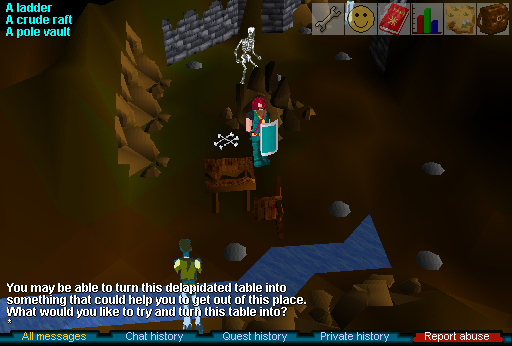 A ladder
A crude raft
A pole vault
You may be able to turn this delapidated table into
something that could help you to get out of this place.
What would you like to try and turn this table into?
*
All messages
Chat history
Quest history
Private history
Report abuse